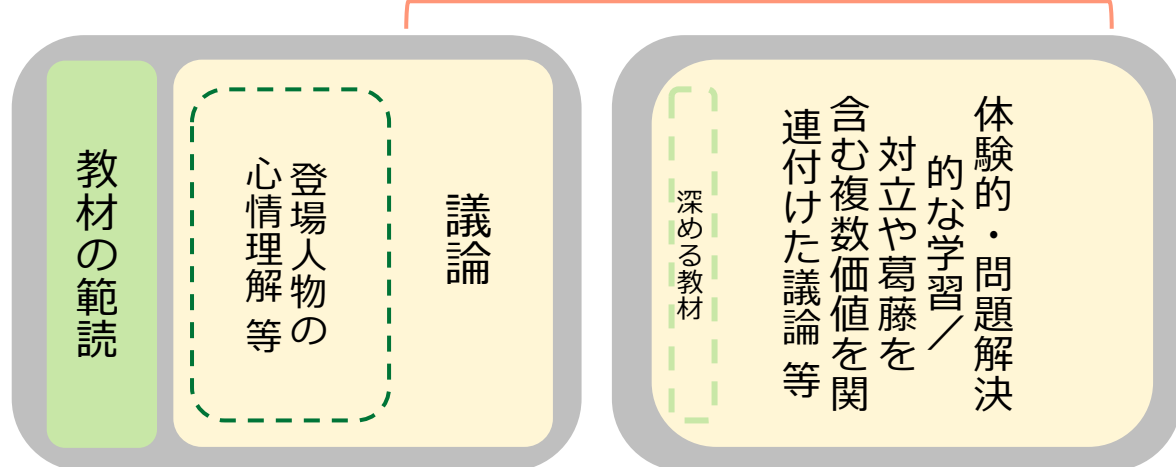 教材の範読
登場人物の
心情理解 等
議論
深める教材
体験的・問題解決
的な学習／
対立や葛藤を
含む複数価値を関
連付けた議論 等